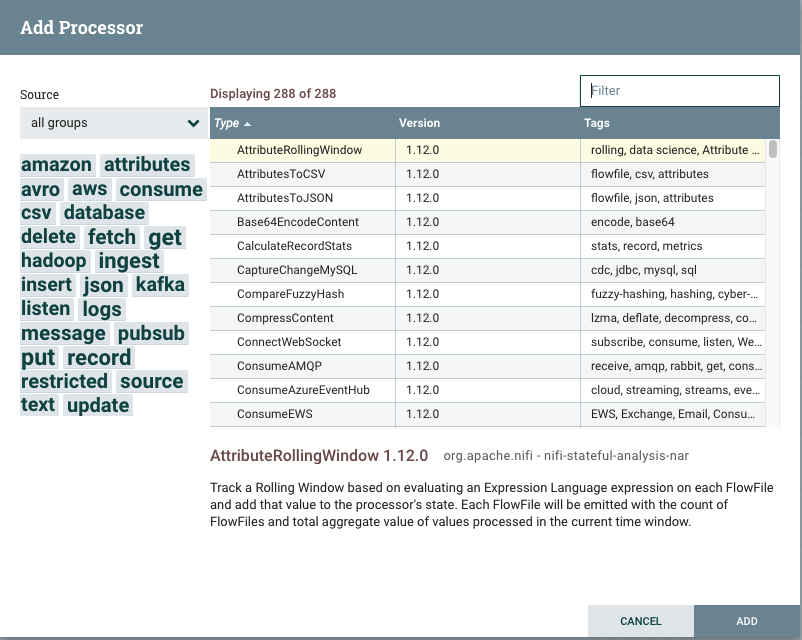 Add Processor
Source
Displaying 288 of 288
Filter
all groups
Type Version Tags
amazon attributes
avro aws consume
csv database
delete fetch get
hadoop ingest
insert json kafka
listen logs
message pubsub
put record
restricted source
text update
AttributeRollingWindow 1.12.0 rolling, data science, Attribute ...
AttributesToCSV 1.12.0 flowfile, csv, attributes
AttributesToJSON 1.12.0 flowfile, json, attributes
Base64EncodeContent 1.12.0 encode, base64
CalculateRecordStats 1.12.0 stats, record, metrics
CaptureChangeMySQL 1.12.0 cdc, jdbc, mysql, sql
CompareFuzzyHash 1.12.0 fuzzy-hashing, hashing, cyber-...
CompressContent 1.12.0 lzma, deflate, decompress, co...
ConnectWebSocket 1.12.0 subscribe, consume, listen, We...
ConsumeAMQP 1.12.0 receive, amqp, rabbit, get, cons...
ConsumeAzureEventHub 1.12.0 cloud, streaming, streams, eve...
ConsumeEWS 1.12.0 EWS, Exchange, Email, Consu...
AttributeRollingWindow 1.12.0 org.apache.nifi - nifi-stateful-analysis-nar
Track a Rolling Window based on evaluating an Expression Language expression on each FlowFile
and add that value to the processor's state. Each FlowFile will be emitted with the count of
FlowFiles and total aggregate value of values processed in the current time window.
CANCEL ADD